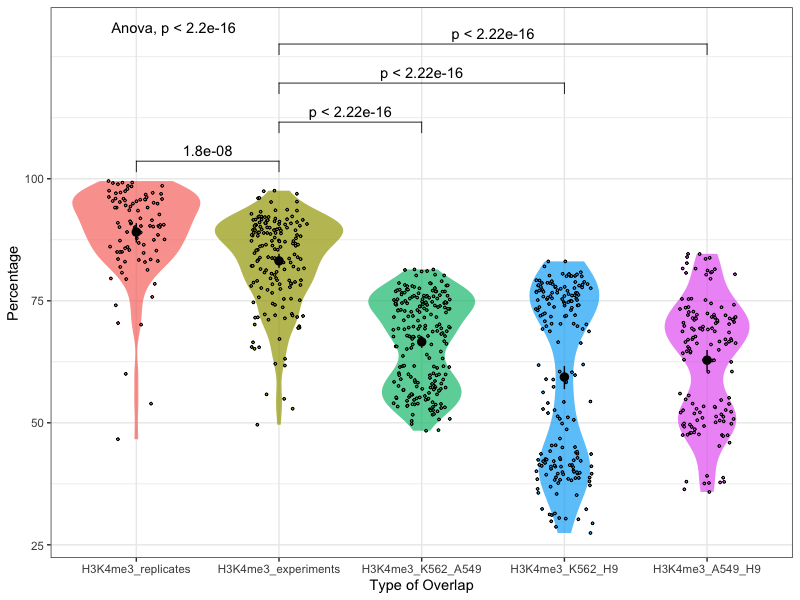 Anova, p < 2.2e-16
p < 2.22e-16
p < 2.22e-16
p < 2.22e-16
1.8e-08
100
75
50
25
Percentage
H3K4me3_replicates
H3K4me3_experiments
H3K4me3_K562_A549
H3K4me3_K562_H9
H3K4me3_A549_H9
Type of Overlap